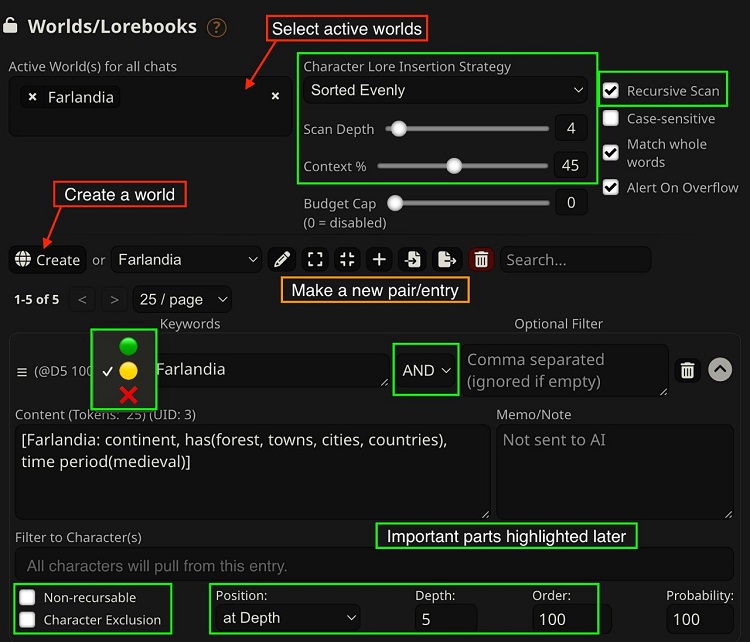 Worlds/Lorebooks ?
Select active worlds
Active World(s) for all chats
× Farlandia ×
Character Lore Insertion Strategy
Sorted Evenly
Scan Depth 4
Context % 45
Budget Cap 0
(0 = disabled)
Recursive Scan
Case-sensitive
Match whole
words
Alert On Overflow
Create a world
Create or Farlandia Search...
Make a new pair/entry
1-5 of 5 < > 25 / page
Keywords Optional Filter
(@D5 100 Farlandia AND Comma separated
(ignored if empty)
Content (Tokens: 25) (UID: 3) Memo/Note
[Farlandia: continent, has(forest, towns, cities, countries),
time period(medieval)]
Not sent to AI
Important parts highlighted later
Filter to Character(s)
All characters will pull from this entry.
Non-recursable
Character Exclusion
Position: Depth: Order: Probability:
at Depth 5 100 100